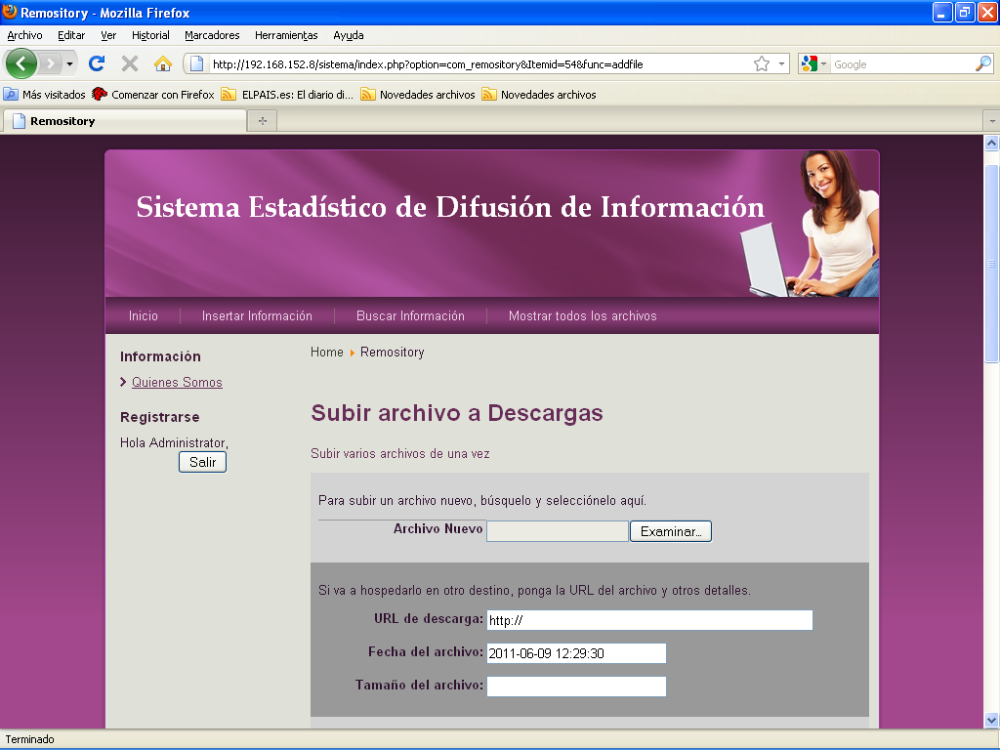 Remository - Mozilla Firefox
Archivo Editar Ver Historial Marcadores Herramientas Ayuda
http://192.168.152.8/sistema/index.php?option=com_remository&Itemid=54&func=addfile
Google
Más visitados Comenzar con Firefox ELPAIS.es: El diario di... Novedades archivos Novedades archivos
Remository
Sistema Estadístico de Difusión de Información
Inicio Insertar Información Buscar Información Mostrar todos los archivos
Información
Quienes Somos
Registrarse
Hola Administrator,
Salir
Home Remository
Subir archivo a Descargas
Subir varios archivos de una vez
Para subir un archivo nuevo, búsquelo y selecciónelo aquí.
Archivo Nuevo Examinar...
Si va a hospedarlo en otro destino, ponga la URL del archivo y otros detalles.
URL de descarga: http://
Fecha del archivo: 2011-06-09 12:29:30
Tamaño del archivo:
Terminado